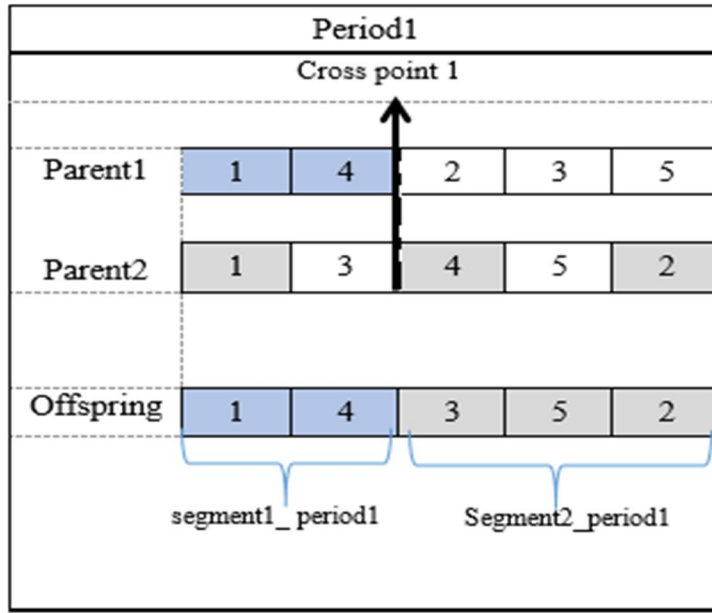 Period1
Cross point 1
Parent1 1 4 2 3 5
Parent2 1 3 4 5 2
Offspring 1 4 3 5 2
segment1_ period1 Segment2_period1